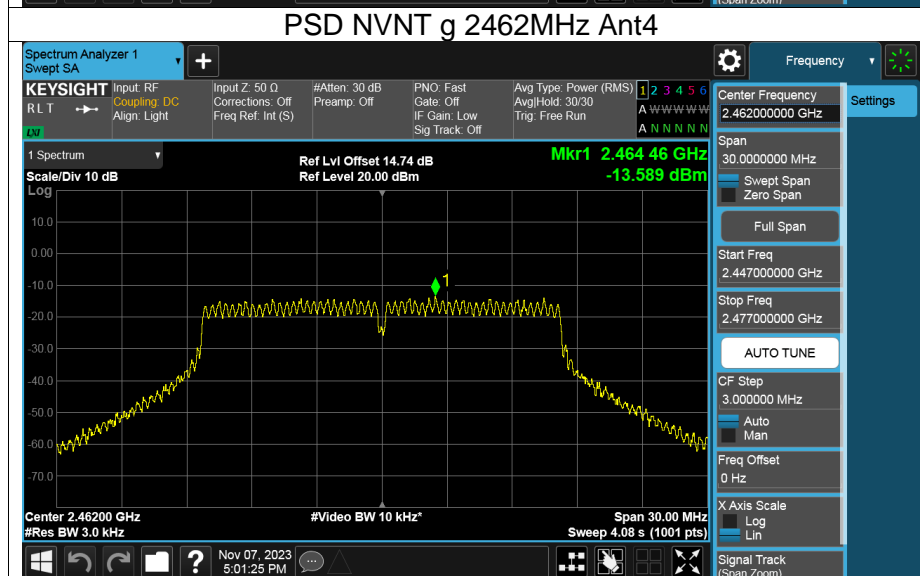 (Span Zoom)
PSD NVNT g 2462MHz Ant4
Spectrum Analyzer 1
Swept SA
+
Frequency
KEYSIGHT
R L T
LXI
Input: RF
Coupling: DC
Align: Light
Input Z: 50 Ω
Corrections: Off
Freq Ref: Int (S)
#Atten: 30 dB
Preamp: Off
PNO: Fast
Gate: Off
IF Gain: Low
Sig Track: Off
Avg Type: Power (RMS)
Avg|Hold: 30/30
Trig: Free Run
1 2 3 4 5 6
A W W W W W
A N N N N N
1 Spectrum
Scale/Div 10 dB
Log
Ref Lvl Offset 14.74 dB
Ref Level 20.00 dBm
Mkr1 2.464 46 GHz
-13.589 dBm
10.0
0.00
-10.0
-20.0
-30.0
-40.0
-50.0
-60.0
-70.0
1
Center 2.46200 GHz
#Res BW 3.0 kHz
#Video BW 10 kHz*
Span 30.00 MHz
Sweep 4.08 s (1001 pts)
Center Frequency
2.462000000 GHz
Settings
Span
30.0000000 MHz
Swept Span
Zero Span
Full Span
Start Freq
2.447000000 GHz
Stop Freq
2.477000000 GHz
AUTO TUNE
CF Step
3.000000 MHz
Auto
Man
Freq Offset
0 Hz
X Axis Scale
Log
Lin
Signal Track
(Span Zoom)
?
Nov 07, 2023
5:01:25 PM